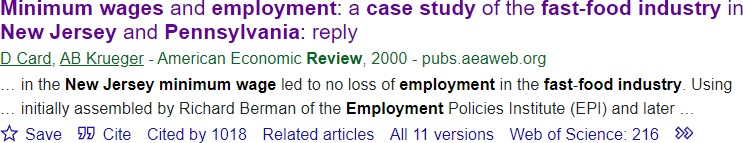 Minimum wages and employment: a case study of the fast-food industry in
New Jersey and Pennsylvania: reply
D Card, AB Krueger - American Economic Review, 2000 - pubs.aeaweb.org
... in the New Jersey minimum wage led to no loss of employment in the fast-food industry. Using
... initially assembled by Richard Berman of the Employment Policies Institute (EPI) and later ...
Save Cite Cited by 1018 Related articles All 11 versions Web of Science: 216